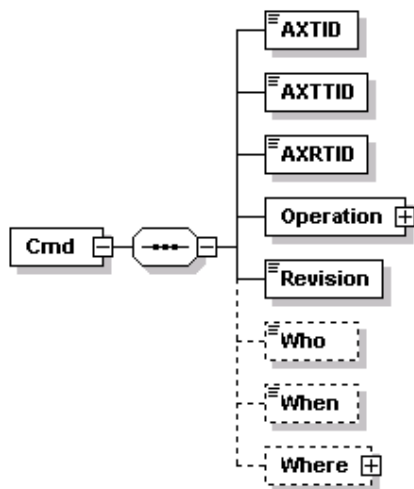 AXTID
AXTTID
AXRTID
Cmd
Operation
Revision
Who
When
Where